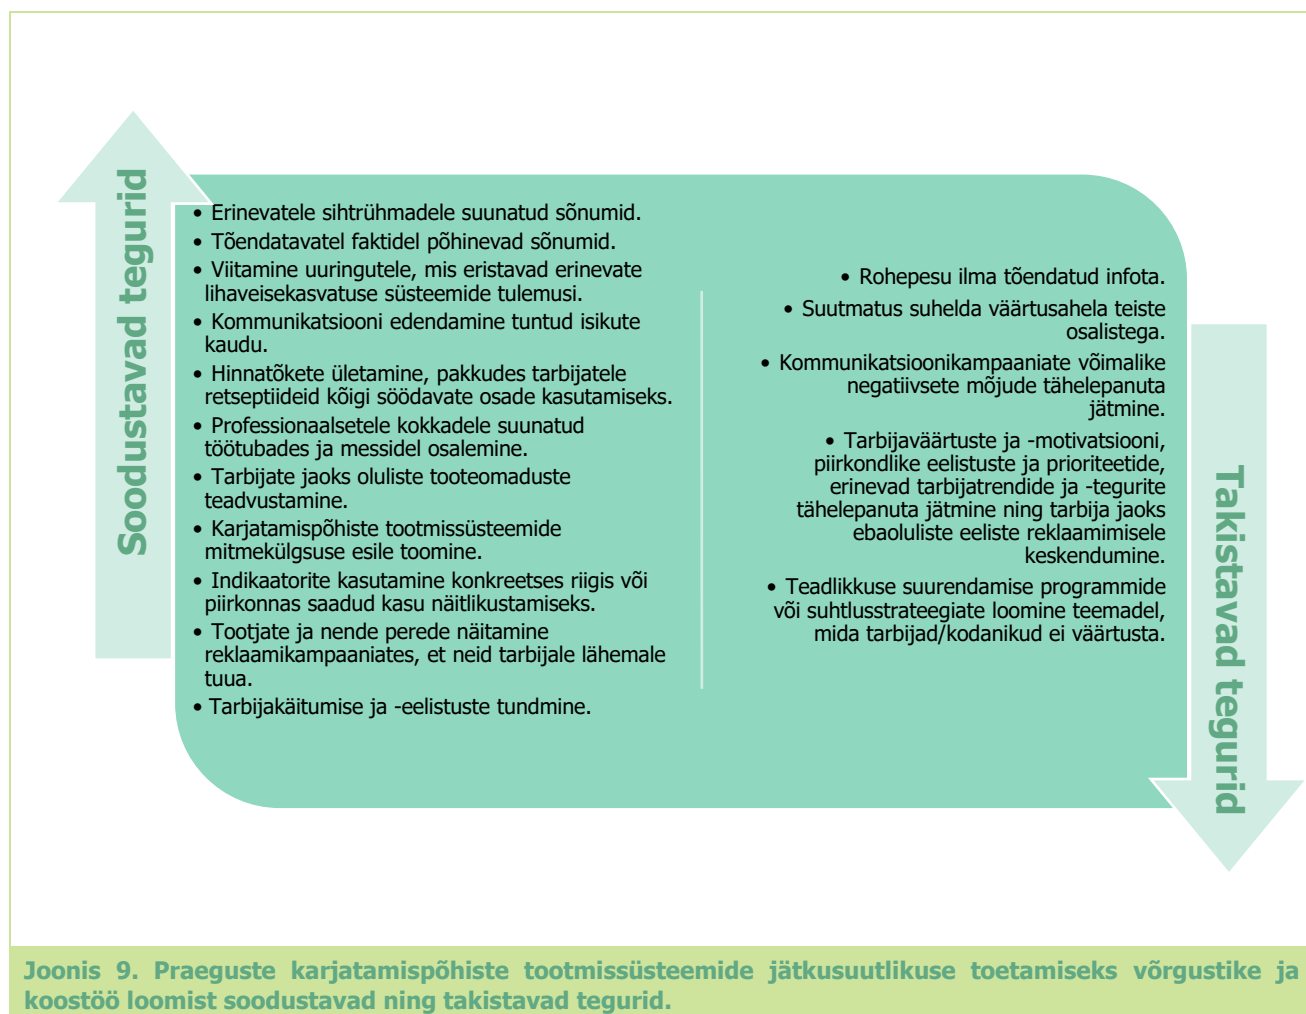 Soodustavad tegurid
• Erinevatele sihtrühmadele suunatud sõnumid.
• Tõendatavatel faktidel põhinevad sõnumid.
• Viitamine uuringutele, mis eristavad erinevate
lihaveisekasvatuse süsteemide tulemusi.
• Kommunikatsiooni edendamine tuntud isikute
kaudu.
• Hinnatõkete ületamine, pakkudes tarbijatele
retseptiideid kõigi söödavate osade kasutamiseks.
• Professionaalsetele kokkadele suunatud
töötubades ja messidel osalemine.
• Tarbijate jaoks oluliste tooteomaduste
teadvustamine.
• Karjatamispõhiste tootmissüsteemide
mitmekülgsuse esile toomine.
• Indikaatorite kasutamine konkreetses riigis või
piirkonnas saadud kasu näitlikustamiseks.
• Tootjate ja nende perede näitamine
reklaamikampaaniates, et neid tarbijale lähemale
tuua.
• Tarbijakäitumise ja -eelistuste tundmine.
• Rohepesu ilma tõendatud infota.
• Suutmatus suhelda väärtusahela teiste
osalistega.
• Kommunikatsioonikampaaniate võimalike
negatiivsete mõjude tähelepanuta
jätmine.
• Tarbijaväärtuste ja -motivatsiooni,
piirkondlike eelistuste ja prioriteetide,
erinevad tarbijatrendide ja -tegurite
tähelepanuta jätmine ning tarbija jaoks
ebaoluliste eeliste reklaamimisele
keskendumine.
• Teadlikkuse suurendamise programmide
või suhtlusstrateegiate loomine teemadel,
mida tarbijad/kodanikud ei väärtusta.
Takistavad tegurid
Joonis 9. Praeguste karjatamispõhiste tootmissüsteemide jätkusuutlikuse toetamiseks võrgustike ja
koostöö loomist soodustavad ning takistavad tegurid.